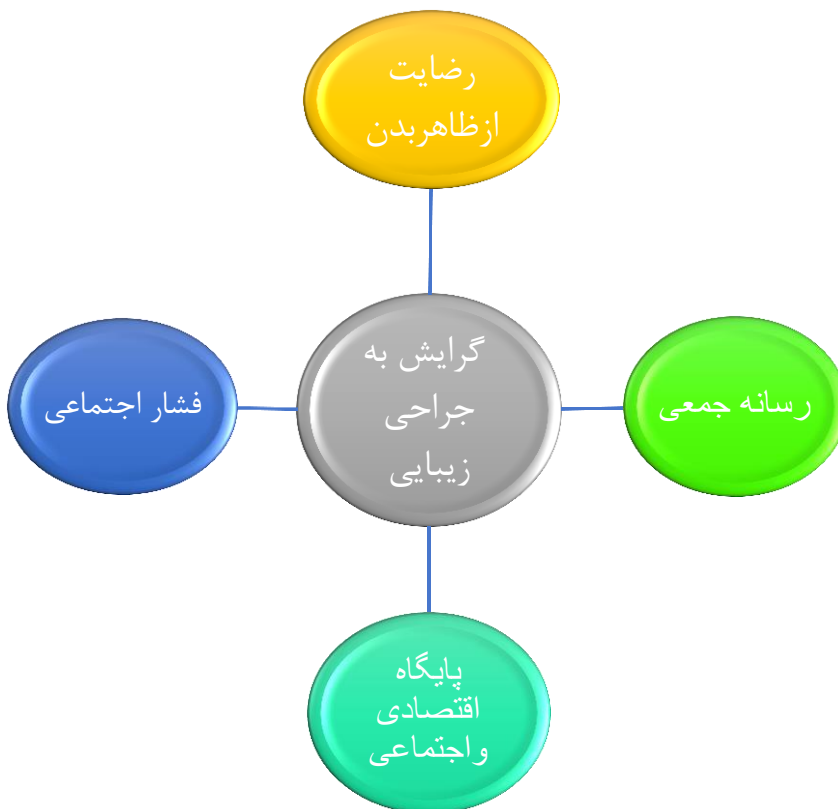 رضایت
ازظاهربدن
گرایش به
جراحی
زیبایی
رسانه جمعی
فشار اجتماعی
پایگاه
اقتصادی
واجتماعی